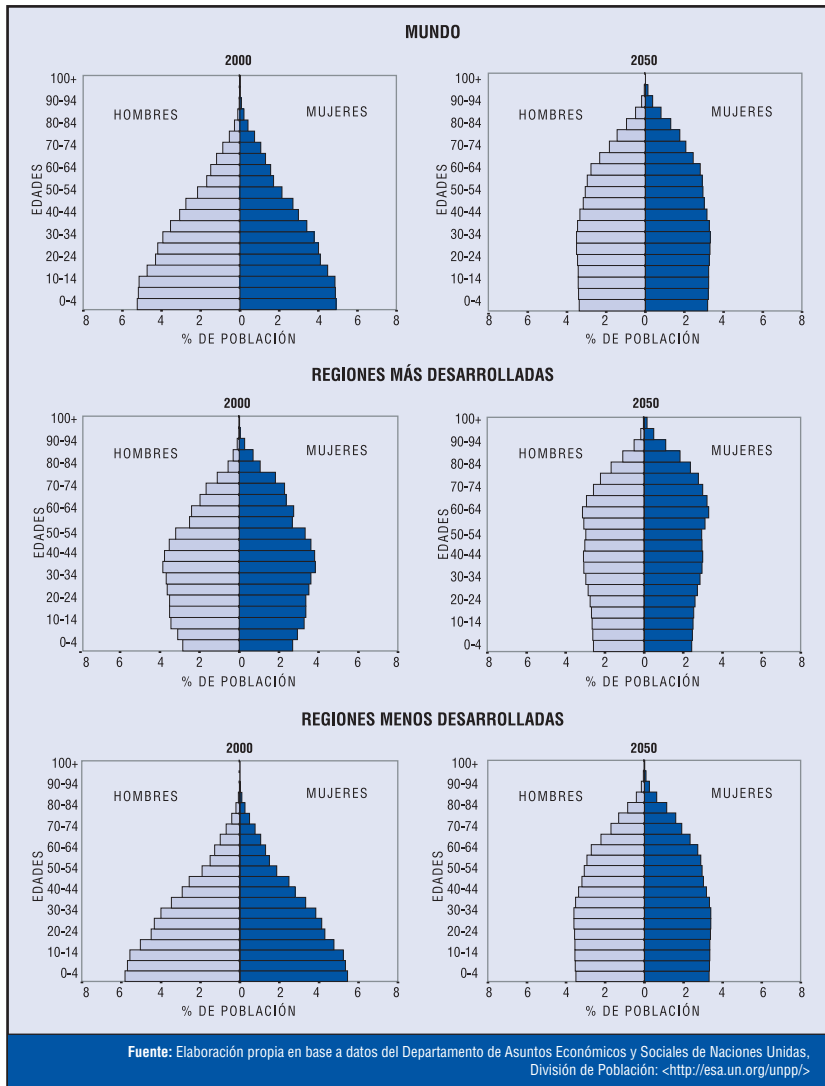 MUNDO
2000
100+
90-94
80-84
70-74
60-64
50-54
40-44
30-34
20-24
10-14
0-4
EDADES
HOMBRES
MUJERES
8 6 4 2 0 2 4 6 8
% DE POBLACIÓN
2050
100+
90-94
80-84
70-74
60-64
50-54
40-44
30-34
20-24
10-14
0-4
EDADES
HOMBRES
MUJERES
8 6 4 2 0 2 4 6 8
% DE POBLACIÓN
REGIONES MÁS DESARROLLADAS
2000
100+
90-94
80-84
70-74
60-64
50-54
40-44
30-34
20-24
10-14
0-4
EDADES
HOMBRES
MUJERES
8 6 4 2 0 2 4 6 8
% DE POBLACIÓN
2050
100+
90-94
80-84
70-74
60-64
50-54
40-44
30-34
20-24
10-14
0-4
EDADES
HOMBRES
MUJERES
8 6 4 2 0 2 4 6 8
% DE POBLACIÓN
REGIONES MENOS DESARROLLADAS
2000
100+
90-94
80-84
70-74
60-64
50-54
40-44
30-34
20-24
10-14
0-4
EDADES
HOMBRES
MUJERES
8 6 4 2 0 2 4 6 8
% DE POBLACIÓN
2050
100+
90-94
80-84
70-74
60-64
50-54
40-44
30-34
20-24
10-14
0-4
EDADES
HOMBRES
MUJERES
8 6 4 2 0 2 4 6 8
% DE POBLACIÓN
Fuente: Elaboración propia en base a datos del Departamento de Asuntos Económicos y Sociales de Naciones Unidas,
División de Población: <http://esa.un.org/unpp/>